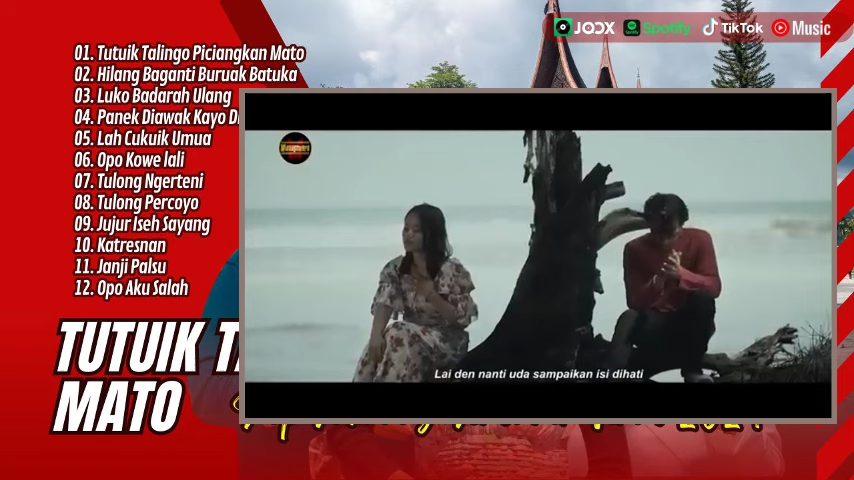 JOOX Spotify TikTok Music
01. Tutuik Talingo Piciangkan Mato
02. Hilang Baganti Buruak Batuka
03. Luko Badarah Ulang
04. Panek Diawak Kayo
05. Lah Cukuik Umua
06. Opo Kowe lali
07. Tulong Ngerteni
08. Tulong Percoyo
09. Jujur Iseh Sayang
10. Katresnan
11. Janji Palsu
12. Opo Aku Salah
TUTUIK
MATO
Lai den nanti uda sampaikan isi dihati